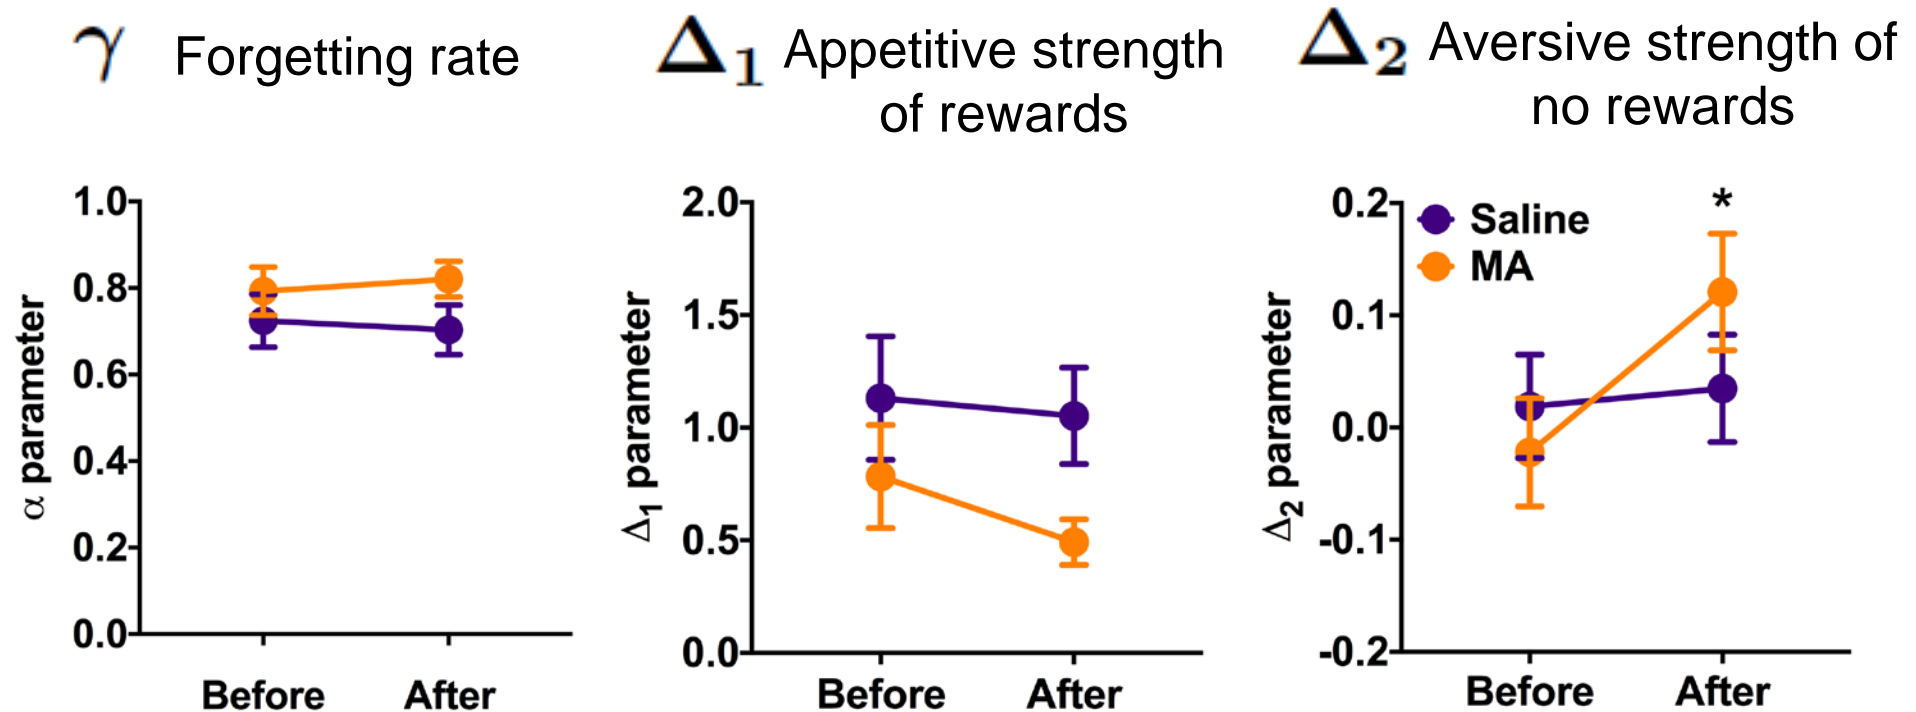 γ Forgetting rate
Δ1 Appetitive strength
of rewards
Δ2 Aversive strength of
no rewards
α parameter
1.0
0.8
0.6
0.4
0.2
0.0
Before After
Δ1 parameter
2.0
1.5
1.0
0.5
0.0
Before After
Δ2 parameter
0.2
0.1
0.0
-0.1
-0.2
Saline
MA
*
Before After